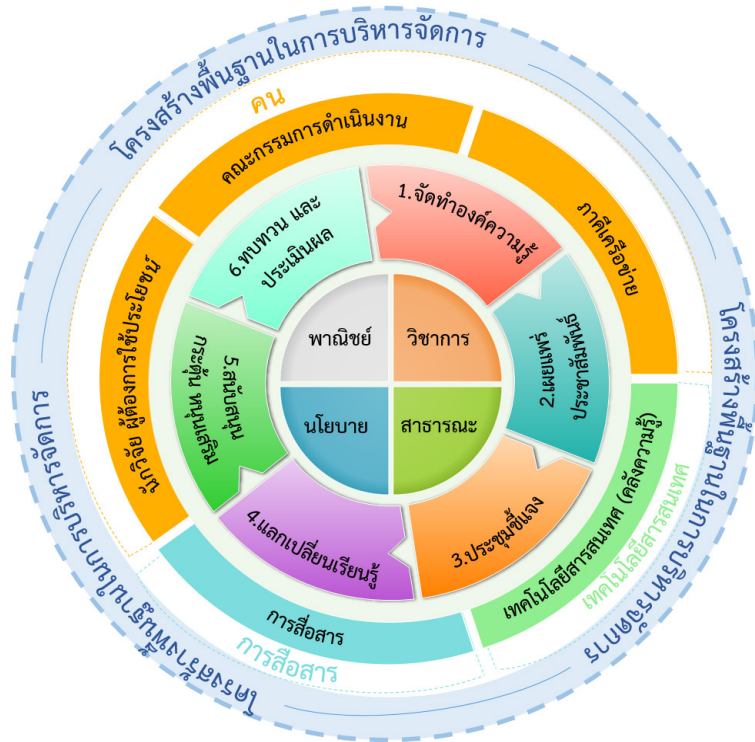 โครงสร้างพื้นฐานในการบริหารจัดการ
โครงสร้างพื้นฐานในการบริหารจัดการ
โครงสร้างพื้นฐานในการบริหารจัดการ
คน
คณะกรรมการดำเนินงาน
ภาคีเครือข่าย
นักวิจัย ผู้ต้องการใช้ประโยชน์
เทคโนโลยีสารสนเทศ (คลังความรู้)
เทคโนโลยีสารสนเทศ
การสื่อสาร
การสื่อสาร
1.จัดทำองค์ความรู้
2.เผยแพร่
ประชาสัมพันธ์
3.ประชุมชี้แจง
4.แลกเปลี่ยนเรียนรู้
5.สนับสนุน
กระตุ้น หนุนเสริม
6.ทบทวน และ
ประเมินผล
พาณิชย์
วิชาการ
นโยบาย
สาธารณะ